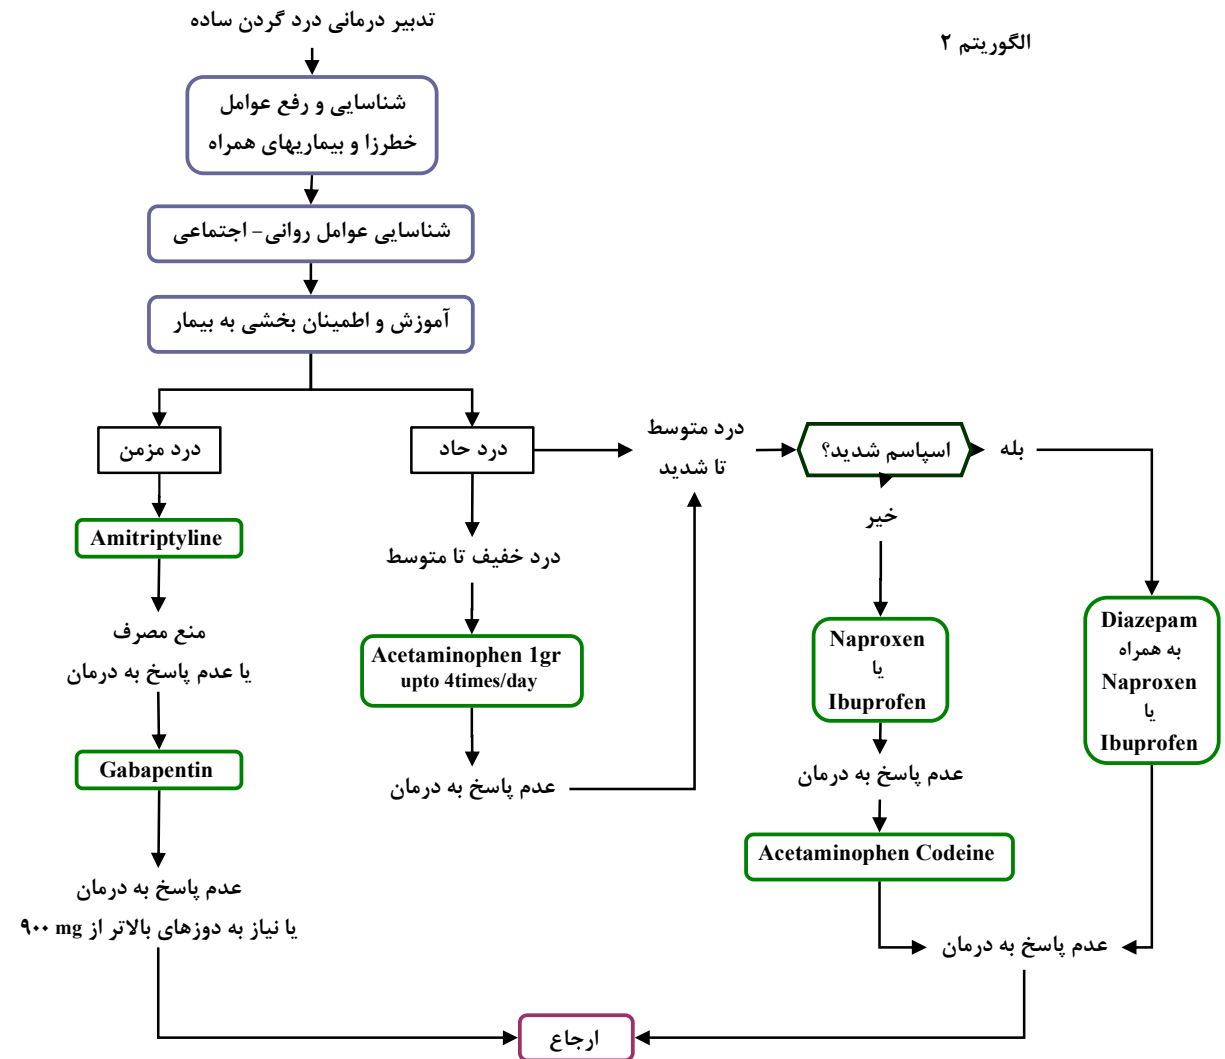 الگوریتم ۲
تدبیر درمانی درد گردن ساده
شناسایی و رفع عوامل
خطرزا و بیماریهای همراه
شناسایی عوامل روانی– اجتماعی
آموزش و اطمینان بخشی به بیمار
درد حاد
درد مزمن
درد متوسط
تا شدید
اسپاسم شدید؟
بله
خیر
Diazepam
به همراه
Naproxen
یا
Ibuprofen
Naproxen
یا
Ibuprofen
عدم پاسخ به درمان
Acetaminophen Codeine
عدم پاسخ به درمان
درد خفیف تا متوسط
Acetaminophen 1gr
upto 4times/day
عدم پاسخ به درمان
Amitriptyline
منع مصرف
یا عدم پاسخ به درمان
Gabapentin
عدم پاسخ به درمان
یا نیاز به دوزهای بالاتر از mg ۹۰۰
ارجاع